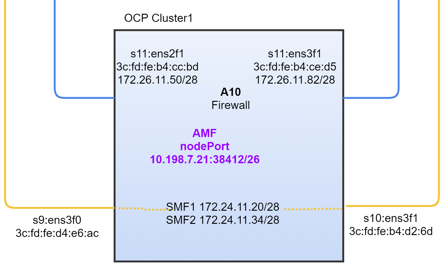 OCP Cluster1
s11:ens2f1
3c:fd:fe:b4:cc:bd
172.26.11.50/28
s11:ens3f1
3c:fd:fe:b4:ce:d5
172.26.11.82/28
A10
Firewall
AMF
nodePort
10.198.7.21:38412/26
SMF1 172.24.11.20/28
SMF2 172.24.11.34/28
s9:ens3f0
3c:fd:fe:d4:e6:ac
s10:ens3f1
3c:fd:fe:b4:d2:6d